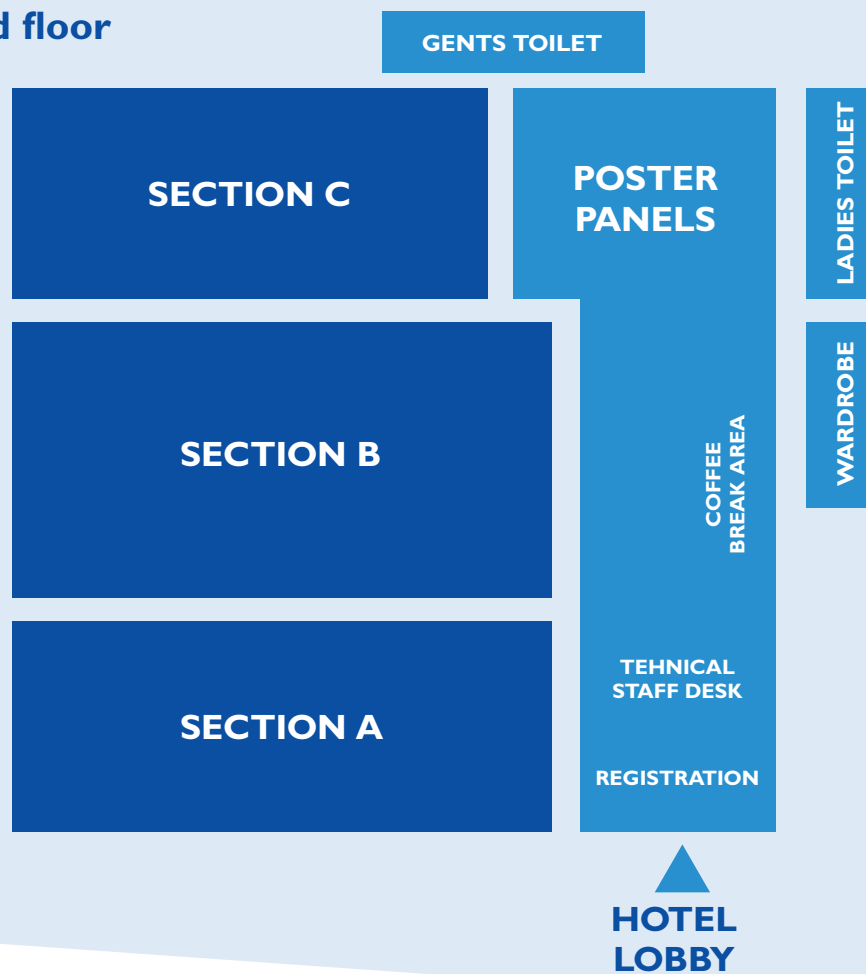 d floor
GENTS TOILET
SECTION C
POSTER
PANELS
LADIES TOILET
SECTION B
COFFEE
BREAK AREA
WARDROBE
SECTION A
TEHNICAL
STAFF DESK
REGISTRATION
HOTEL
LOBBY